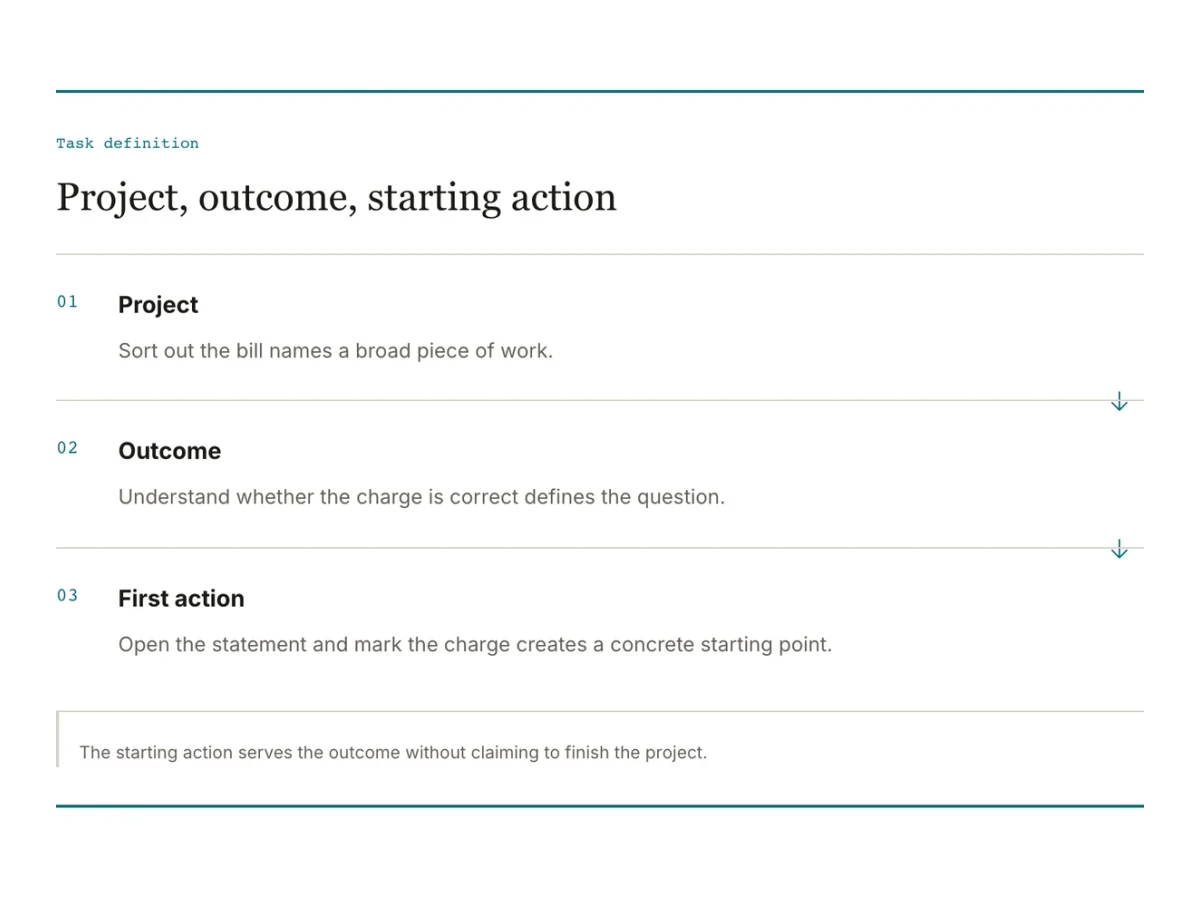 Task definition
Project, outcome, starting action
01
Project
Sort out the bill names a broad piece of work.
02
Outcome
Understand whether the charge is correct defines the question.
03
First action
Open the statement and mark the charge creates a concrete starting point.
The starting action serves the outcome without claiming to finish the project.